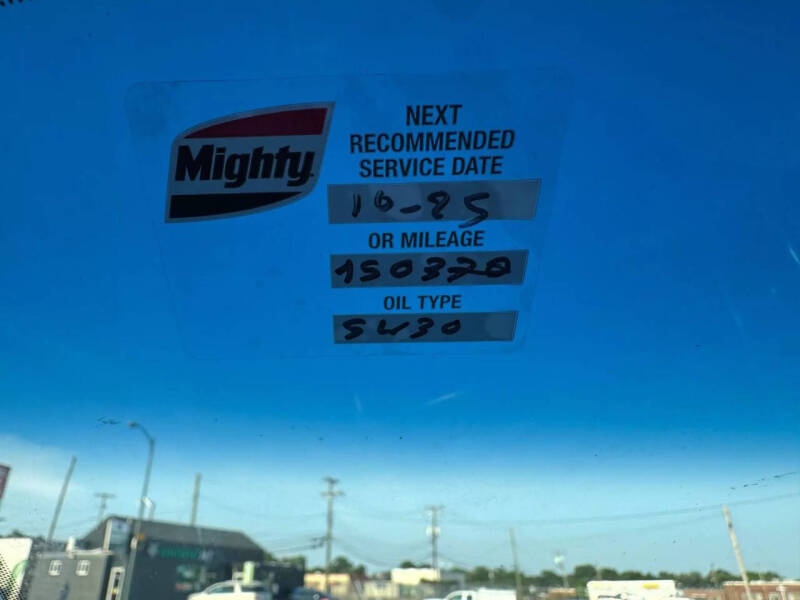 Mighty
NEXT
RECOMMENDED
SERVICE DATE
10-25
OR MILEAGE
150370
OIL TYPE
5W30